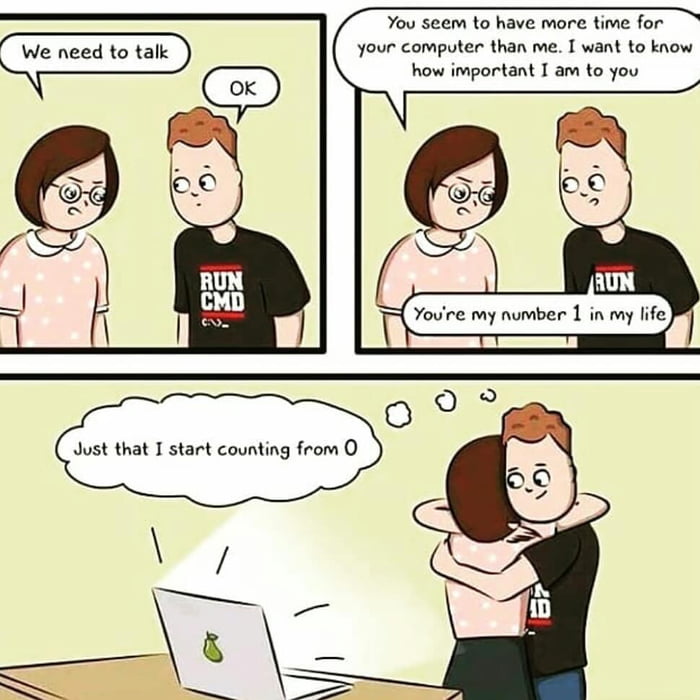 We need to talk
OK
RUN
CMD
C:\>_
You seem to have more time for
your computer than me. I want to know
how important I am to you
RUN
You're my number 1 in my life
Just that I start counting from 0